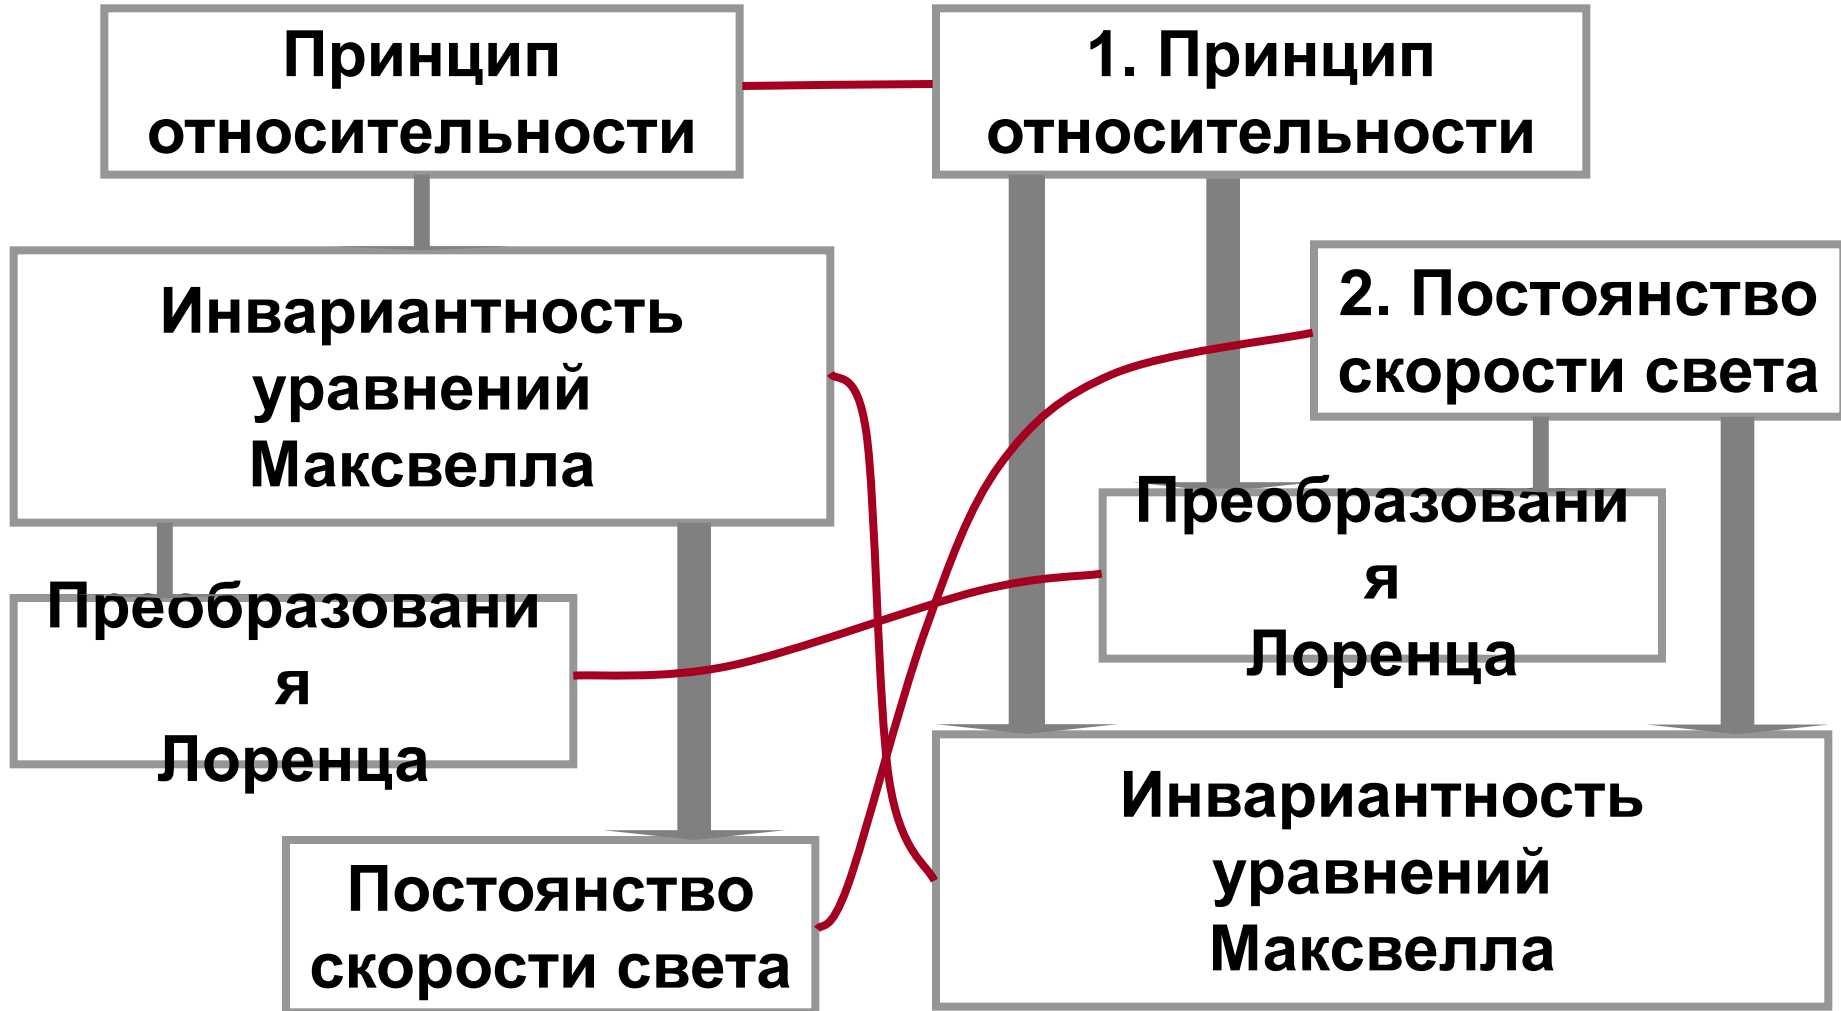 Принцип
относительности
Инвариантность
уравнений
Максвелла
Преобразовани
я
Лоренца
Постоянство
скорости света
1. Принцип
относительности
2. Постоянство
скорости света
Преобразовани
я
Лоренца
Инвариантность
уравнений
Максвелла